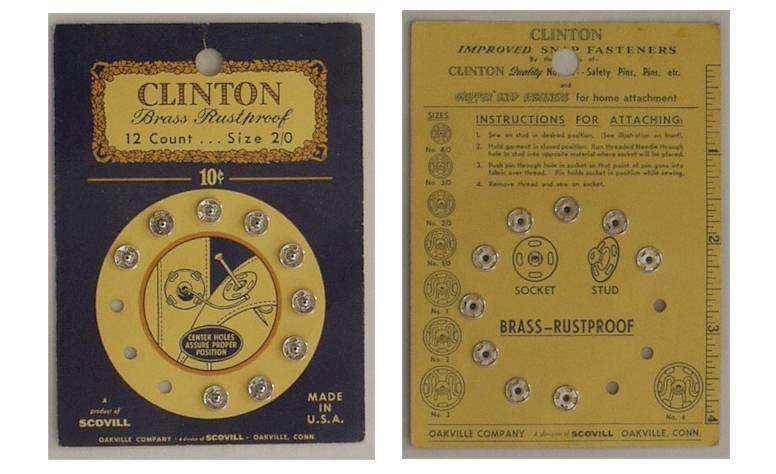 CLINTON
Brass Rustproof
12 Count ... Size 2/0
10¢
CENTER HOLES
ASSURE PROPER
POSITION
A
product of
SCOVILL
MADE
IN
U.S.A.
OAKVILLE COMPANY - A division of SCOVILL - OAKVILLE, CONN.
CLINTON
IMPROVED SNAP FASTENERS
By the of-
CLINTON Quality No --Safety Pins, Pins, etc.
and
GRIPPER SNAP FASTENERS for home attachment
SIZES
No. 4/0
No. 3/0
No. 2/0
No. 1/0
No. 1
No. 2
No. 3
INSTRUCTIONS FOR ATTACHING:
1. Sew on stud in desired position. (See illustration on front).
2. Hold garment in closed position. Run threaded Needle through
hole in stud into opposite material where socket will be placed.
3. Push pin through hole in socket so that point of pin goes into
fabric over thread. Pin holds socket in position while sewing.
4. Remove thread and sew on socket.
SOCKET
STUD
BRASS—RUSTPROOF
No. 4
1
2
3
4
OAKVILLE COMPANY A division of SCOVILL OAKVILLE, CONN.